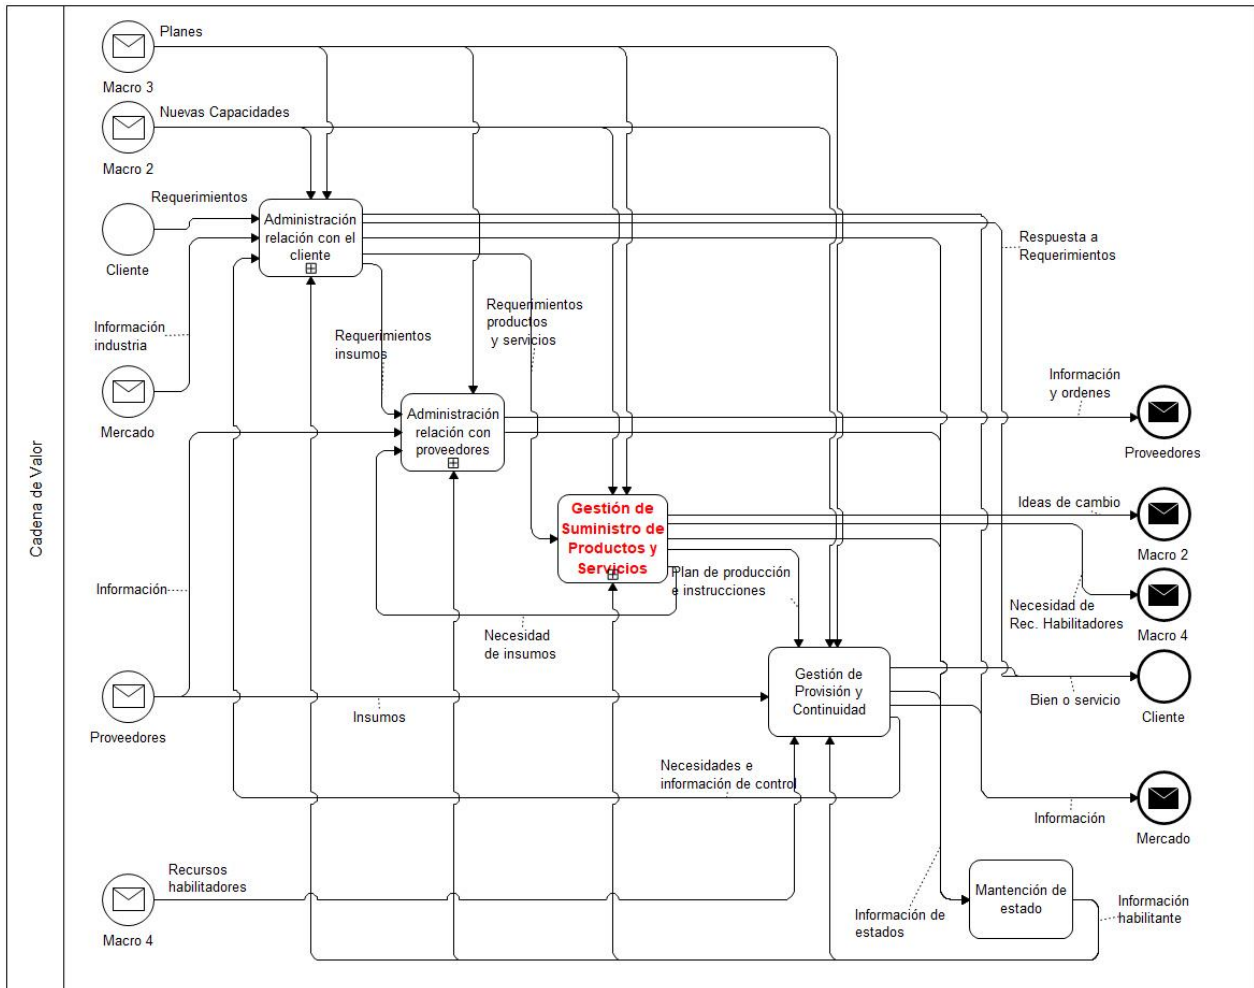 Cadena de Valor
Planes
Macro 3
Nuevas Capacidades
Macro 2
Requerimientos
Cliente
Administración
relación con el
cliente
Respuesta a
Requerimientos
Información
industria
Mercado
Requerimientos
insumos
Requerimientos
productos
y servicios
Administración
relación con
proveedores
Información
y ordenes
Proveedores
Gestión de
Suministro de
Productos y
Servicios
Ideas de cambio
Macro 2
Necesidad de
Rec. Habilitadores
Macro 4
Información
Plan de producción
e instrucciones
Necesidad
de insumos
Gestión de
Provisión y
Continuidad
Bien o servicio
Cliente
Proveedores
Insumos
Necesidades e
información de control
Información
Mercado
Recursos
habilitadores
Macro 4
Información de
estados
Mantención de
estado
Información
habilitante